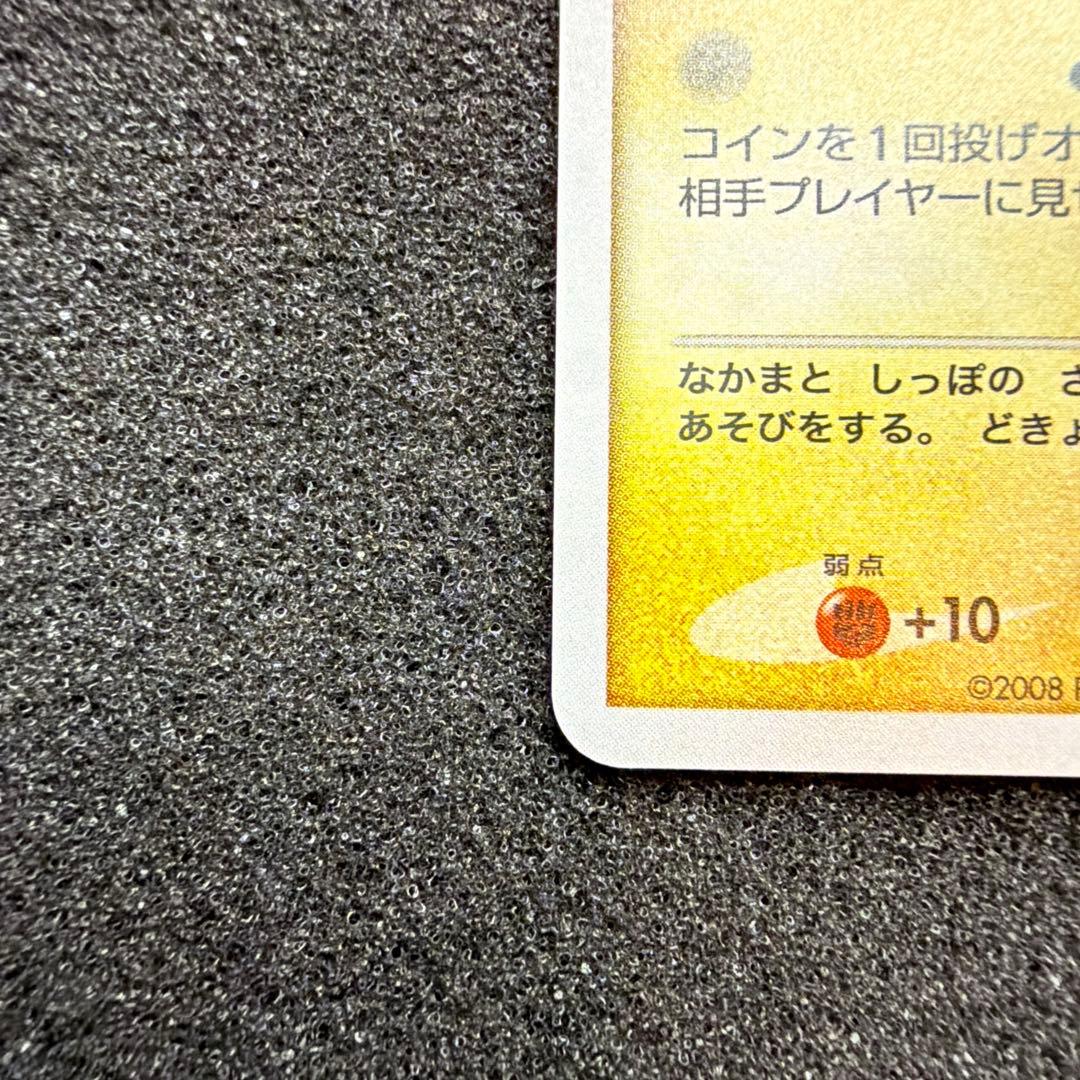 コインを1回投げオ
相手プレイヤーに見せ
なかまと しっぽの さ
あそびをする。 どきょ
弱点
+10
©2008 P